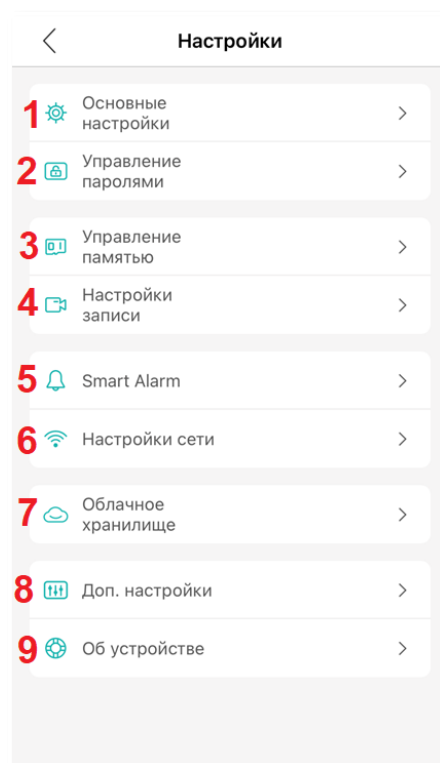 Настройки
1 Основные
настройки
2 Управление
паролями
3 Управление
памятью
4 Настройки
записи
5 Smart Alarm
6 Настройки сети
7 Облачное
хранилище
8 Доп. настройки
9 Об устройстве